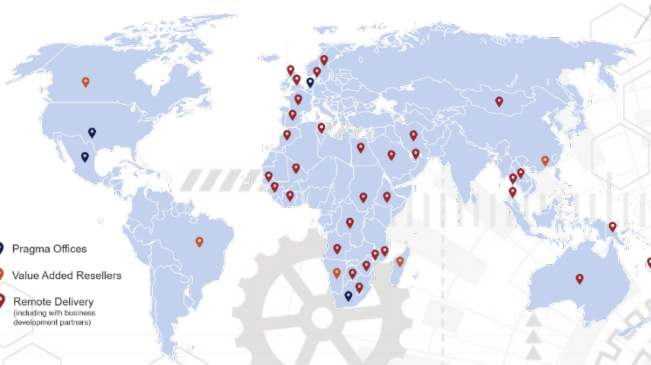 Pragma Offices
Value Added Resellers
Remote Delivery
(including with business
development partners)